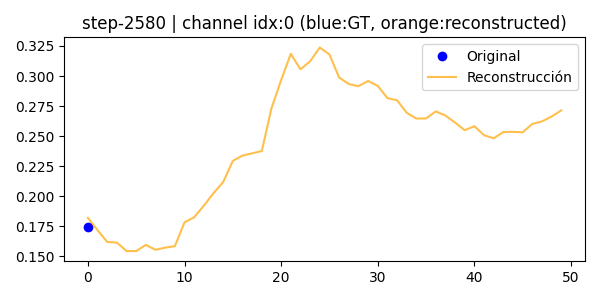 step-2580 | channel idx:0 (blue:GT, orange:reconstructed)
Original
Reconstrucción
0.325
0.300
0.275
0.250
0.225
0.200
0.175
0.150
0 10 20 30 40 50